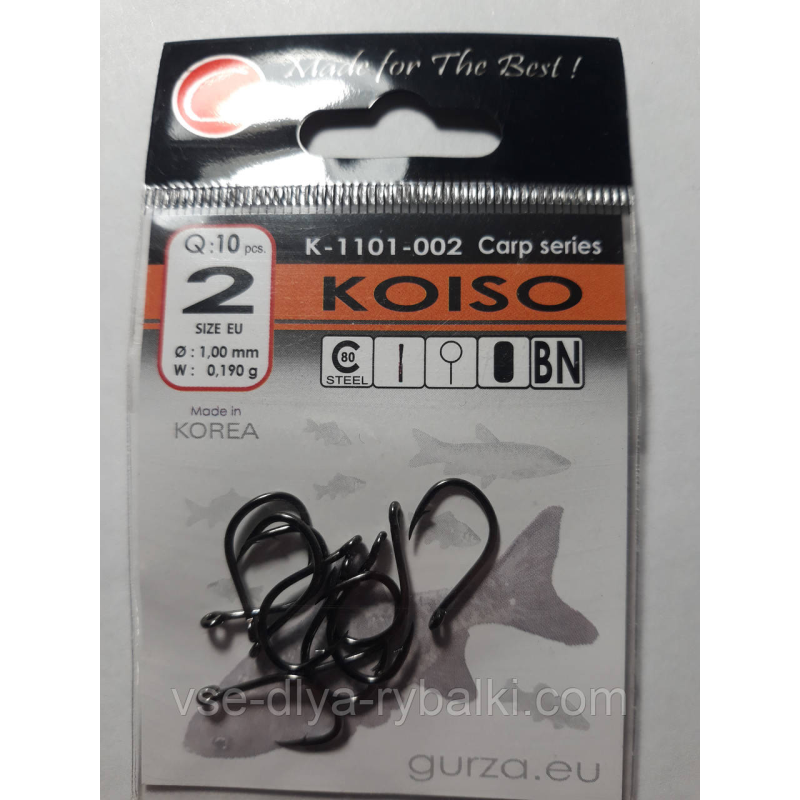 Made for The Best !
Q:10 pcs.
2
SIZE EU
Ø : 1,00 mm
W : 0,190 g
K-1101-002 Carp series
KOISO
C 80 STEEL
BN
Made in
KOREA
vse-dlya-rybalki.com
gurza.eu